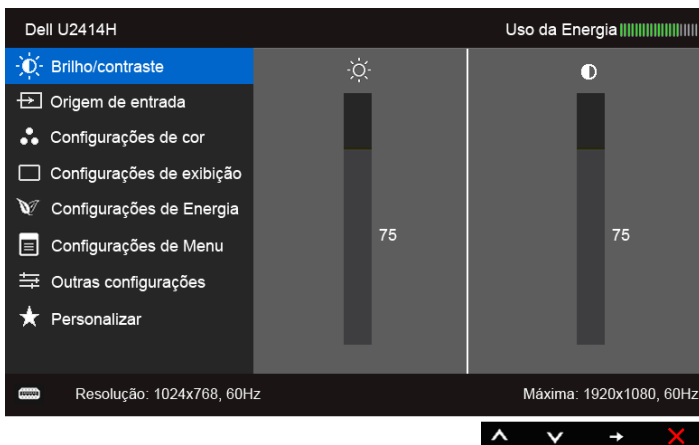 Dell U2414H
Uso da Energia
Brilho/contraste
Origem de entrada
Configurações de cor
Configurações de exibição
Configurações de Energia
Configurações de Menu
Outras configurações
Personalizar
75
75
Resolução: 1024x768, 60Hz
Máxima: 1920x1080, 60Hz